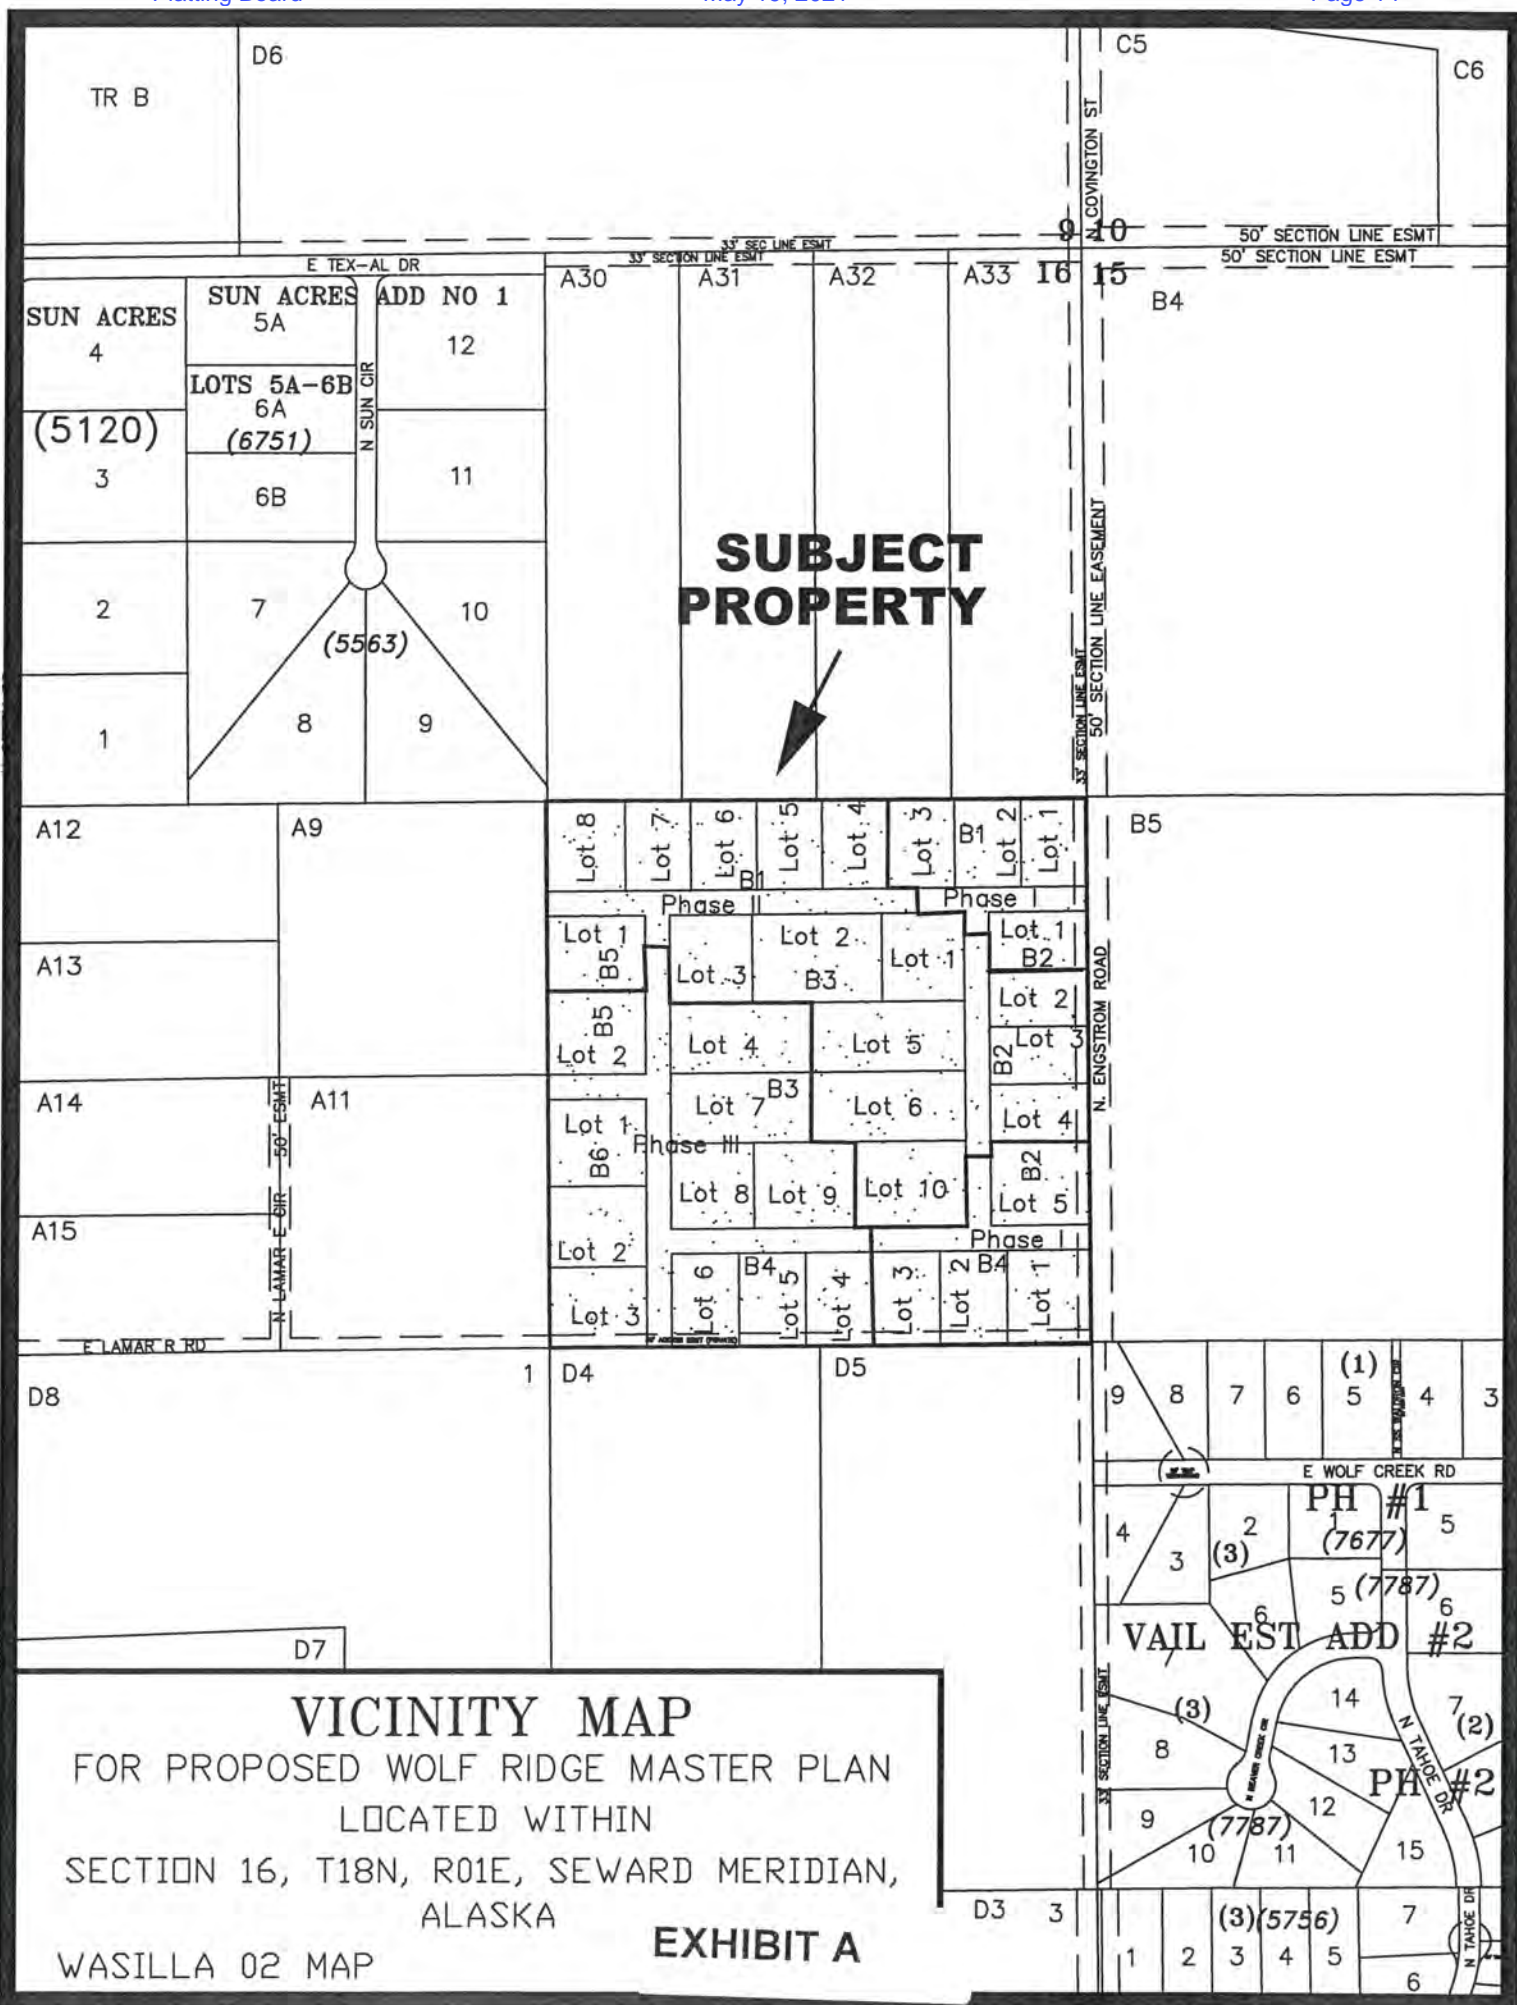 D6
C5
C6
TR B
N COVINGTON ST
9 10
50' SECTION LINE ESMT
33' SEC LINE ESMT
33' SECTION LINE ESMT
50' SECTION LINE ESMT
E TEX-AL DR
A30
A31
A32
A33
16 15
B4
SUN ACRES
4
SUN ACRES ADD NO 1
5A
12
LOTS 5A-6B
6A
(6751)
N SUN CIR
(5120)
3
6B
11
SUBJECT
PROPERTY
50' SECTION LINE EASEMENT
33' SECTION LINE ESMT
2
7
10
(5563)
1
8
9
A12
A9
B5
Lot 8
Lot 7
Lot 6
Lot 5
Lot 4
Lot 3
B1
Lot 2
Lot 1
B1
Phase II
Phase I
Lot 1
B5
Lot 3
Lot 2
B3
Lot 1
Lot 1
B2
A13
N. ENGSTROM ROAD
Lot 2
B5
Lot 2
Lot 4
Lot 5
B2
Lot 3
A14
A11
50' ESMT
N LAMAR E CIR
Lot 1
B6
Lot 7
B3
Lot 6
Lot 4
Phase III
B2
Lot 8
Lot 9
Lot 10
Lot 5
A15
Lot 2
Phase I
Lot 3
Lot 6
B4
Lot 5
Lot 4
Lot 3
Lot 2
B4
Lot 1
E LAMAR R RD
1
D4
D5
D8
9
8
7
6
(1)
5
4
3
E WOLF CREEK RD
PH #1
4
3
2
(3)
1
(7677)
5
5
(7787)
6
6
VAIL EST ADD #2
7
D7
33' SECTION LINE ESMT
(3)
8
14
7
(2)
N TAHOE DR
13
PH #2
N BEAVER CREEK CIR
12
9
(7787)
10
11
15
VICINITY MAP
FOR PROPOSED WOLF RIDGE MASTER PLAN
LOCATED WITHIN
SECTION 16, T18N, R01E, SEWARD MERIDIAN,
ALASKA
WASILLA 02 MAP
EXHIBIT A
D3
3
(3)(5756)
7
1
2
3
4
5
6
N TAHOE DR